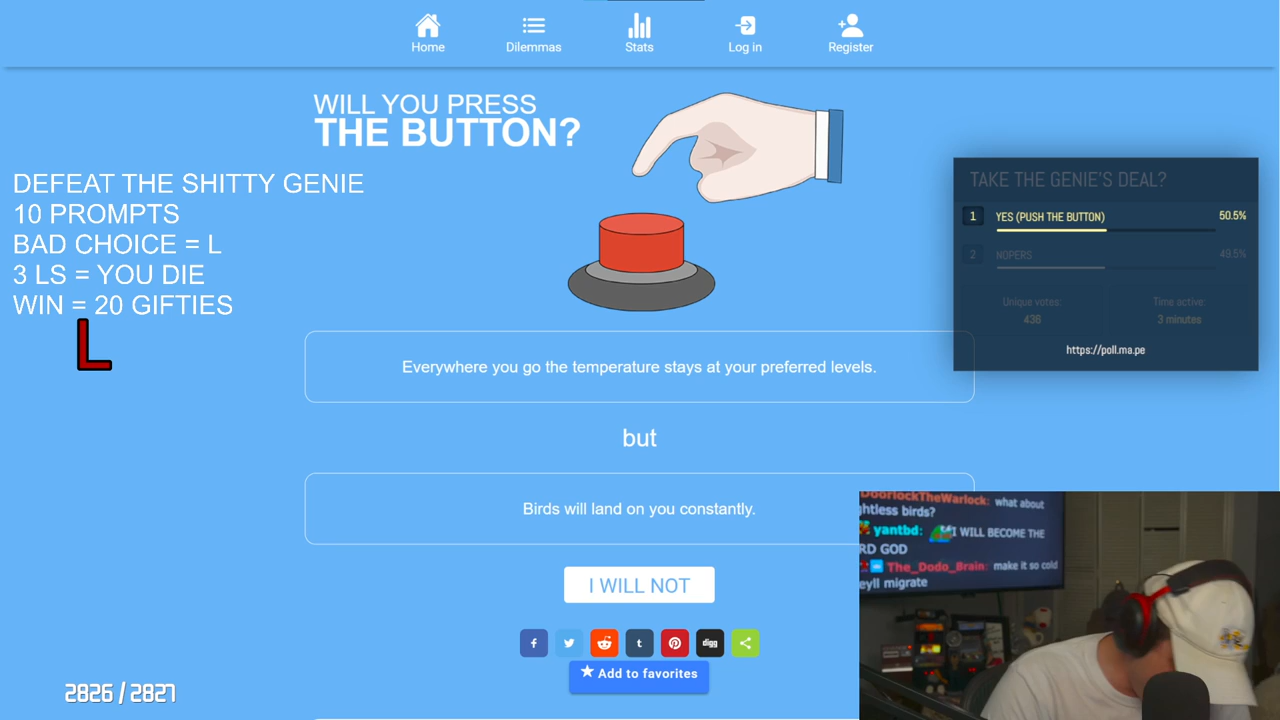 Home
Dilemmas
Stats
Log in
Register
WILL YOU PRESS
THE BUTTON?
DEFEAT THE SHITTY GENIE
10 PROMPTS
BAD CHOICE = L
3 LS = YOU DIE
WIN = 20 GIFTIES
L
TAKE THE GENIE'S DEAL?
1 YES (PUSH THE BUTTON) 50.5%
2 NOPERS 49.5%
Unique votes: Time active:
436 3 minutes
https://poll.ma.pe
Everywhere you go the temperature stays at your preferred levels.
but
Birds will land on you constantly.
I WILL NOT
f t digg
Add to favorites
DoorlockTheWarlock: what about
ghtless birds?
yantbd: I WILL BECOME THE
RD GOD
The_Dodo_Brain: make it so cold
eyll migrate
2826 / 2827